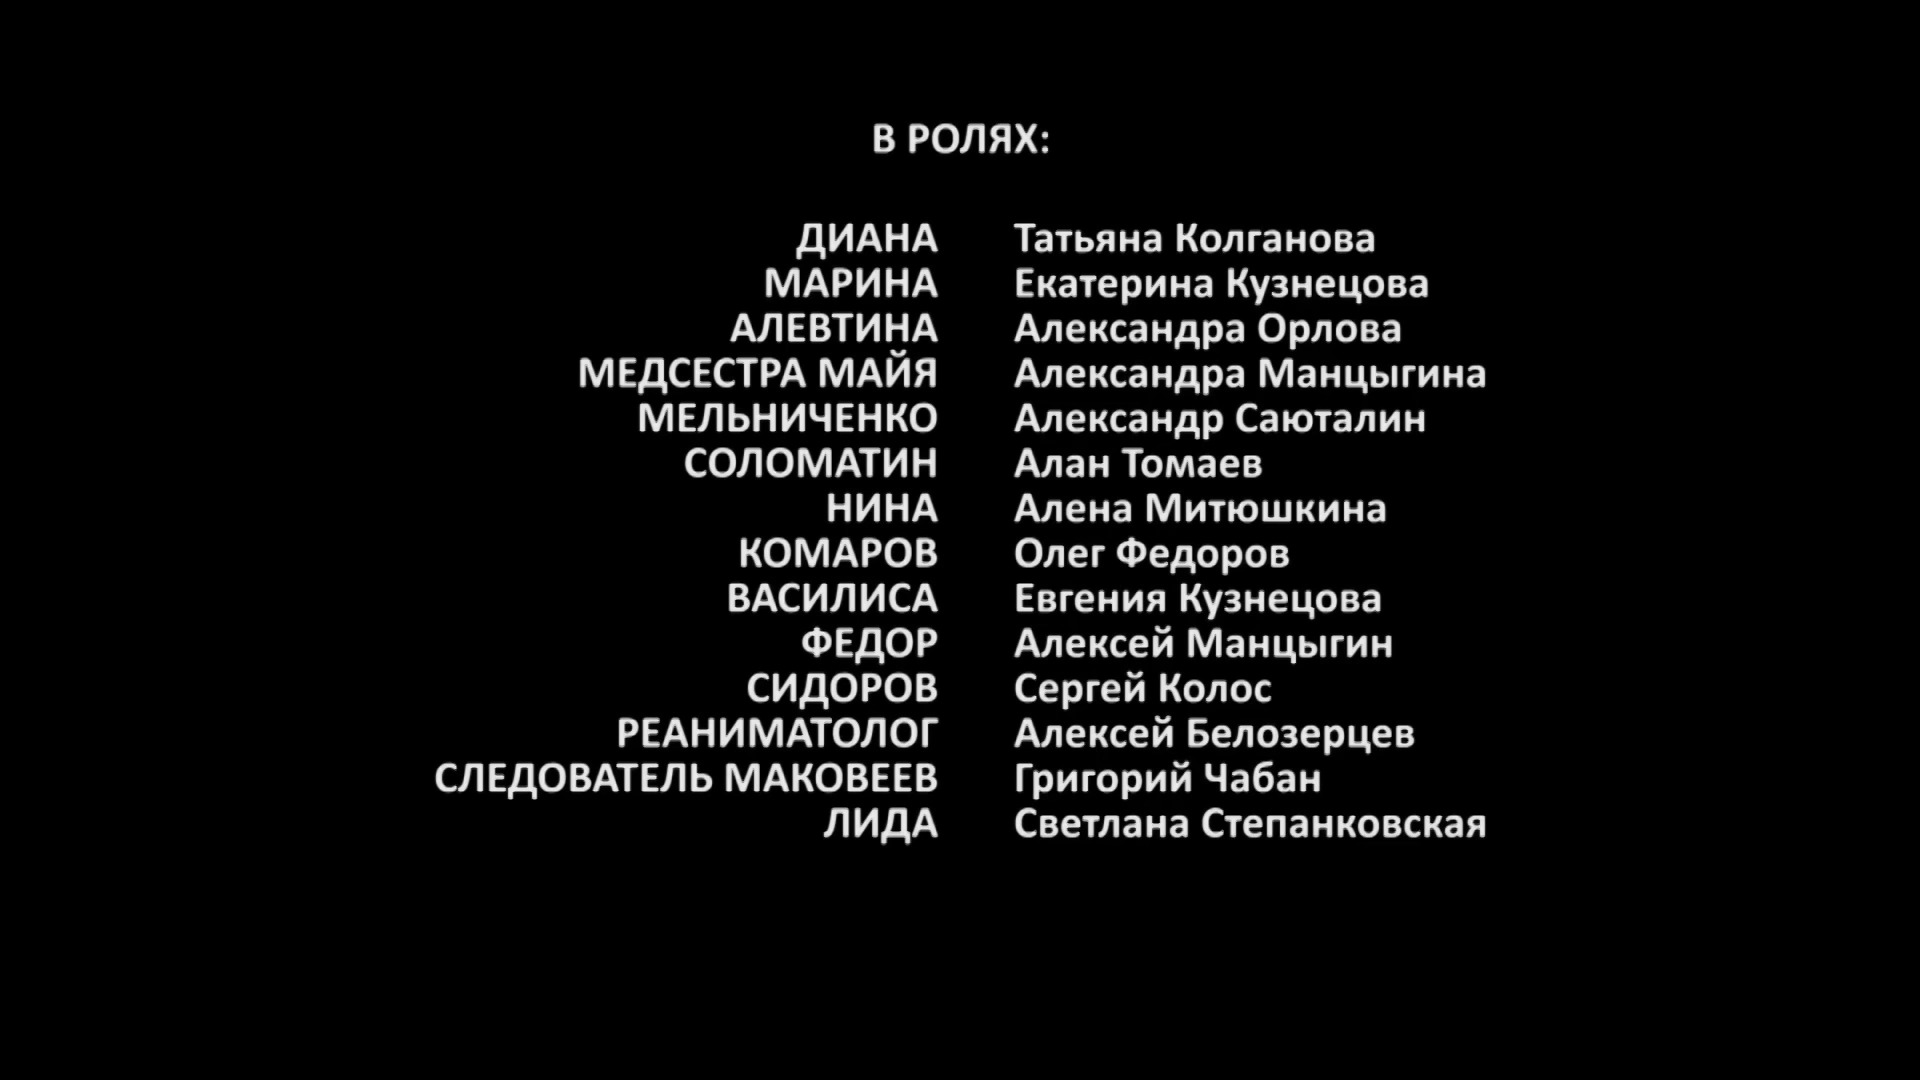 В РОЛЯХ:
ДИАНА Татьяна Колганова
МАРИНА Екатерина Кузнецова
АЛЕВТИНА Александра Орлова
МЕДСЕСТРА МАЙЯ Александра Манцыгина
МЕЛЬНИЧЕНКО Александр Саюталин
СОЛОМАТИН Алан Томаев
НИНА Алена Митюшкина
КОМАРОВ Олег Федоров
ВАСИЛИСА Евгения Кузнецова
ФЕДОР Алексей Манцыгин
СИДОРОВ Сергей Колос
РЕАНИМАТОЛОГ Алексей Белозерцев
СЛЕДОВАТЕЛЬ МАКОВЕЕВ Григорий Чабан
ЛИДА Светлана Степанковская